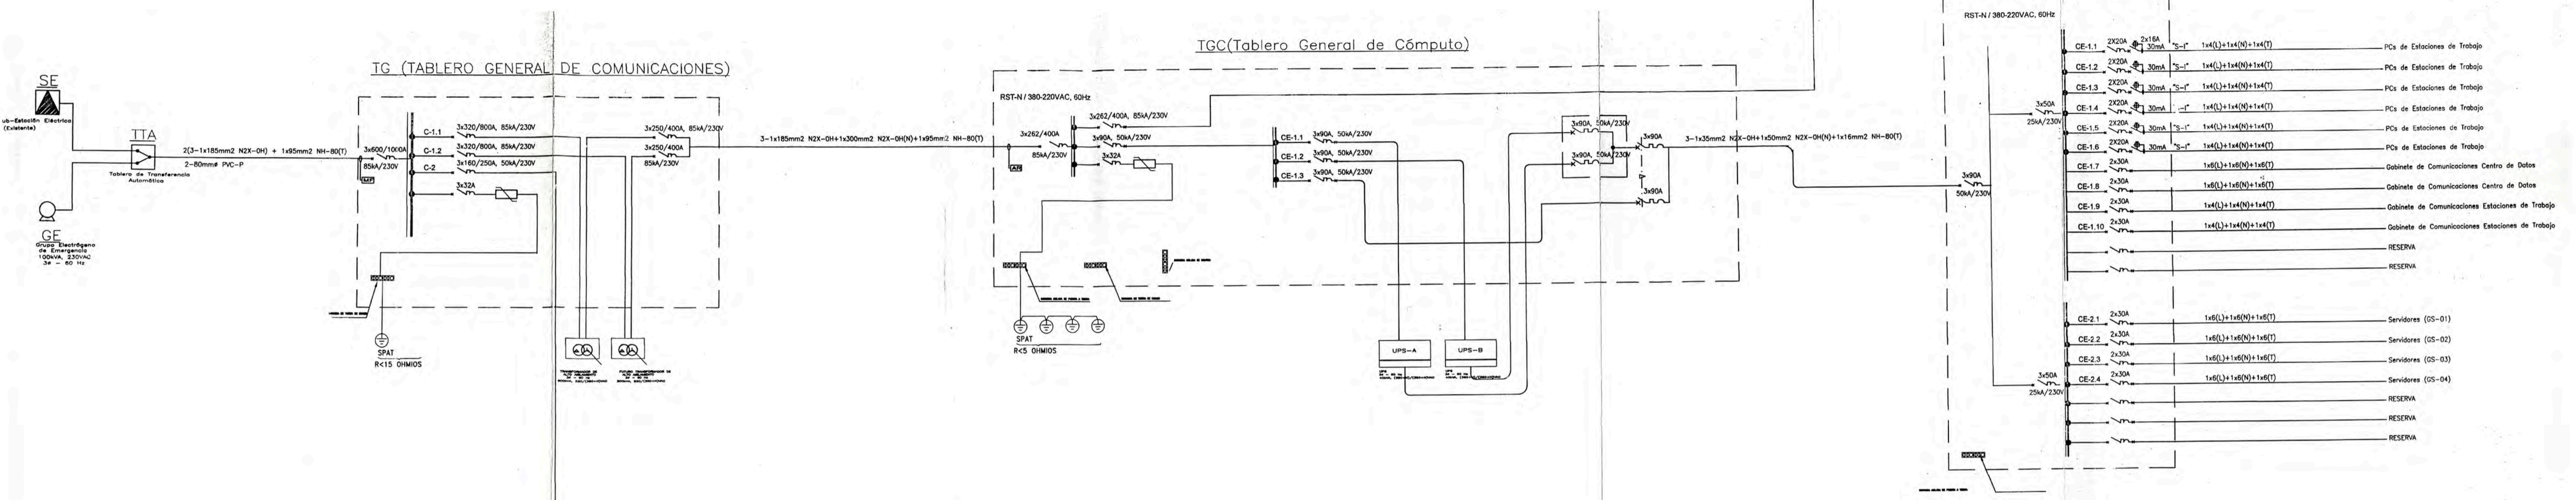 SE
ub-Estación Eléctrica
(Existente)
TTA
Tablero de Transferencia
Automática
GE
Grupo Electrógeno
de Emergencia
100kVA, 230VAC
3ø - 60 Hz
2(3-1x185mm2 N2X-0H) + 1x95mm2 NH-80(T)
2-80mmø PVC-P
TG (TABLERO GENERAL DE COMUNICACIONES)
3x600/1000A
85kA/230V
C-1.1
3x320/800A, 85kA/230V
C-1.2
3x320/800A, 85kA/230V
C-2
3x160/250A, 50kA/230V
3x32A
3x250/400A, 85kA/230V
3x250/400A
85kA/230V
SPAT
R<15 OHMIOS
3-1x185mm2 N2X-0H+1x300mm2 N2X-0H(N)+1x95mm2 NH-80(T)
TGC(Tablero General de Cómputo)
RST-N / 380-220VAC, 60Hz
3x262/400A
85kA/230V
3x262/400A, 85kA/230V
3x90A, 50kA/230V
3x32A
CE-1.1
3x90A, 50kA/230V
CE-1.2
3x90A, 50kA/230V
CE-1.3
3x90A, 50kA/230V
3x90A, 50kA/230V
3x90A, 50kA/230V
3x90A
3x90A
SPAT
R<5 OHMIOS
UPS-A
UPS-B
3-1x35mm2 N2X-0H+1x50mm2 N2X-0H(N)+1x16mm2 NH-80(T)
RST-N / 380-220VAC, 60Hz
3x90A
50kA/230V
3x50A
25kA/230V
CE-1.1 2X20A 2x16A 30mA "S-I" 1x4(L)+1x4(N)+1x4(T) PCs de Estaciones de Trabajo
CE-1.2 2X20A 30mA "S-I" 1x4(L)+1x4(N)+1x4(T) PCs de Estaciones de Trabajo
CE-1.3 2X20A 30mA "S-I" 1x4(L)+1x4(N)+1x4(T) PCs de Estaciones de Trabajo
CE-1.4 2X20A 30mA 1x4(L)+1x4(N)+1x4(T) PCs de Estaciones de Trabajo
CE-1.5 2X20A 30mA "S-I" 1x4(L)+1x4(N)+1x4(T) PCs de Estaciones de Trabajo
CE-1.6 2X20A 30mA "S-I" 1x4(L)+1x4(N)+1x4(T) PCs de Estaciones de Trabajo
CE-1.7 2x30A 1x6(L)+1x6(N)+1x6(T) Gabinete de Comunicaciones Centro de Datos
CE-1.8 2x30A 1x6(L)+1x6(N)+1x6(T) Gabinete de Comunicaciones Centro de Datos
CE-1.9 2x30A 1x4(L)+1x4(N)+1x4(T) Gabinete de Comunicaciones Estaciones de Trabajo
CE-1.10 2x30A 1x4(L)+1x4(N)+1x4(T) Gabinete de Comunicaciones Estaciones de Trabajo
RESERVA
RESERVA
3x50A
25kA/230V
CE-2.1 2x30A 1x6(L)+1x6(N)+1x6(T) Servidores (GS-01)
CE-2.2 2x30A 1x6(L)+1x6(N)+1x6(T) Servidores (GS-02)
CE-2.3 2x30A 1x6(L)+1x6(N)+1x6(T) Servidores (GS-03)
CE-2.4 2x30A 1x6(L)+1x6(N)+1x6(T) Servidores (GS-04)
RESERVA
RESERVA
RESERVA